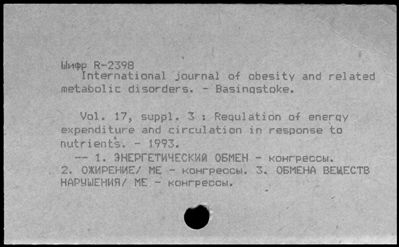 Шифр R-2398
International journal of obesity and related
metabolic disorders. - Basingstoke.
Vol. 17, suppl. 3 : Regulation of energy
expenditure and circulation in response to
nutrients. - 1993.
-- 1. ЭНЕРГЕТИЧЕСКИЙ ОБМЕН - конгрессы.
2. ОЖИРЕНИЕ/ МЕ - конгрессы. 3. ОБМЕНА ВЕЩЕСТВ
НАРУШЕНИЯ/ МЕ - конгрессы.